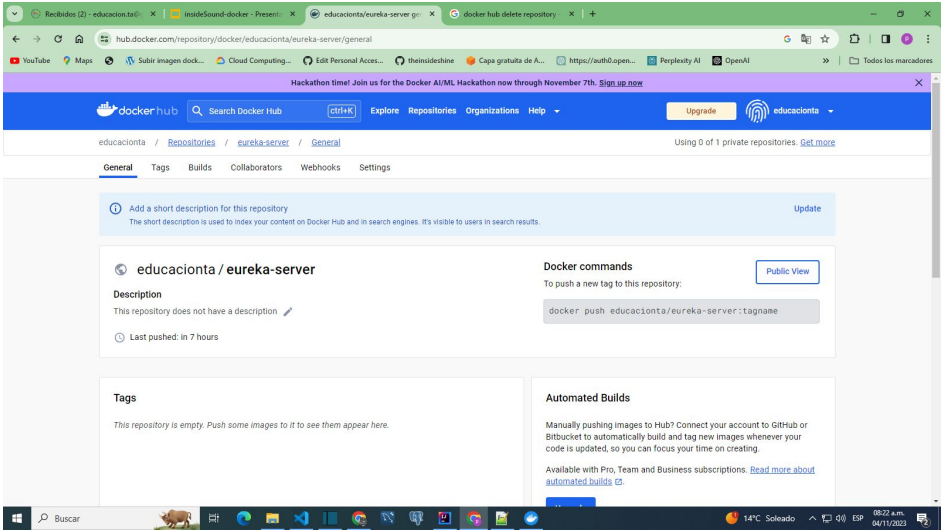 Recibidos (2) - educacion.ta@g
insideSound-docker - Presenta
educacionta/eureka-server ger
docker hub delete repository -
hub.docker.com/repository/docker/educacionta/eureka-server/general
YouTube
Maps
Subir imagen dock...
Cloud Computing...
Edit Personal Acces...
theinsideshine
Capa gratuita de A...
https://auth0.open...
Perplexity AI
OpenAI
»
Todos los marcadores
Hackathon time! Join us for the Docker AI/ML Hackathon now through November 7th. Sign up now
dockerhub
Search Docker Hub
ctrl+K
Explore
Repositories
Organizations
Help
Upgrade
educacionta
educacionta / Repositories / eureka-server / General
Using 0 of 1 private repositories. Get more
General
Tags
Builds
Collaborators
Webhooks
Settings
Add a short description for this repository
Update
The short description is used to index your content on Docker Hub and in search engines. It's visible to users in search results.
educacionta / eureka-server
Description
This repository does not have a description
Last pushed: in 7 hours
Docker commands
Public View
To push a new tag to this repository:
docker push educacionta/eureka-server:tagname
Tags
This repository is empty. Push some images to it to see them appear here.
Automated Builds
Manually pushing images to Hub? Connect your account to GitHub or
Bitbucket to automatically build and tag new images whenever your
code is updated, so you can focus your time on creating.
Available with Pro, Team and Business subscriptions. Read more about
automated builds
Buscar
14°C Soleado
ESP
08:22 a.m.
04/11/2023